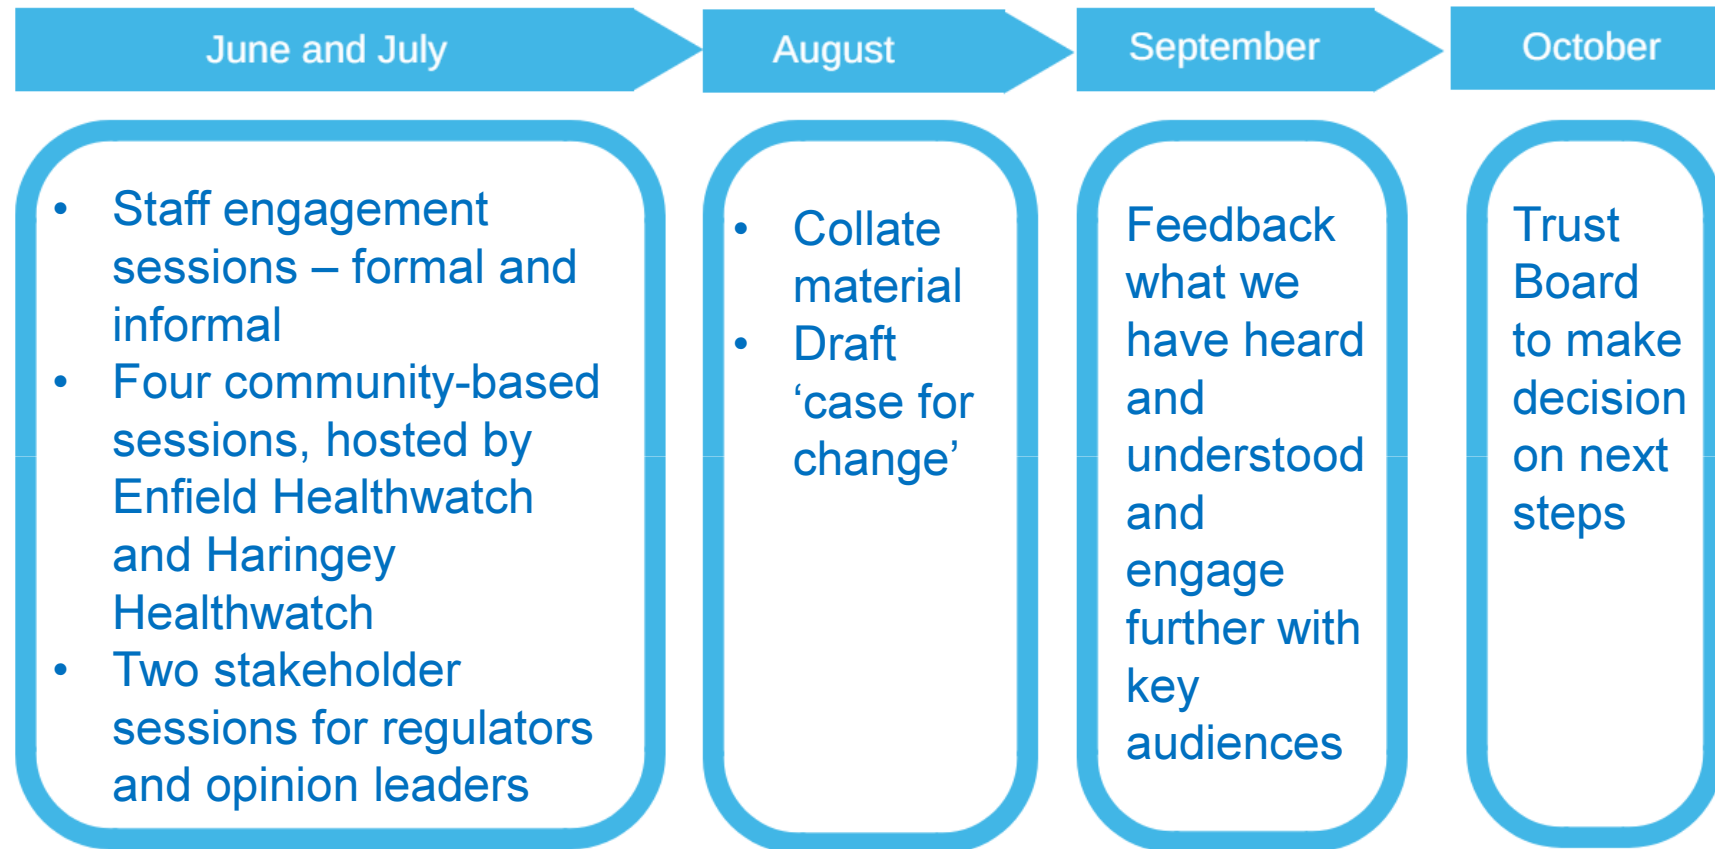 June and July
August
September
October
• Staff engagement
sessions – formal and
informal
• Four community-based
sessions, hosted by
Enfield Healthwatch
and Haringey
Healthwatch
• Two stakeholder
sessions for regulators
and opinion leaders
• Collate
material
• Draft
‘case for
change’
Feedback
what we
have heard
and
understood
and
engage
further with
key
audiences
Trust
Board
to make
decision
on next
steps